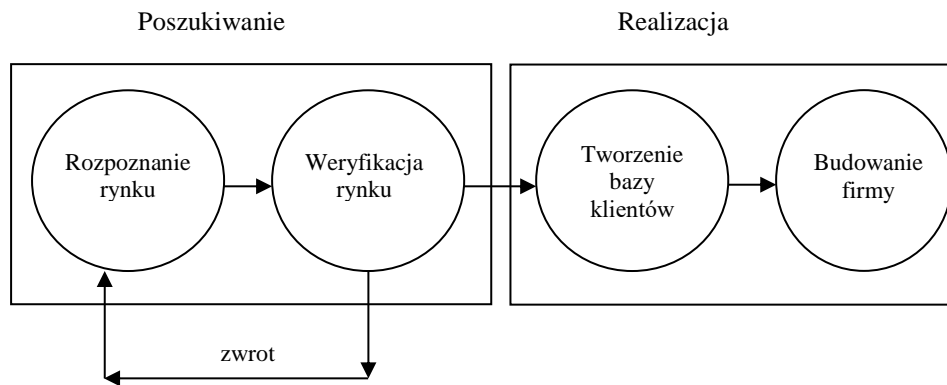 Poszukiwanie
Realizacja
Rozpoznanie
rynku
Weryfikacja
rynku
Tworzenie
bazy
klientów
Budowanie
firmy
zwrot